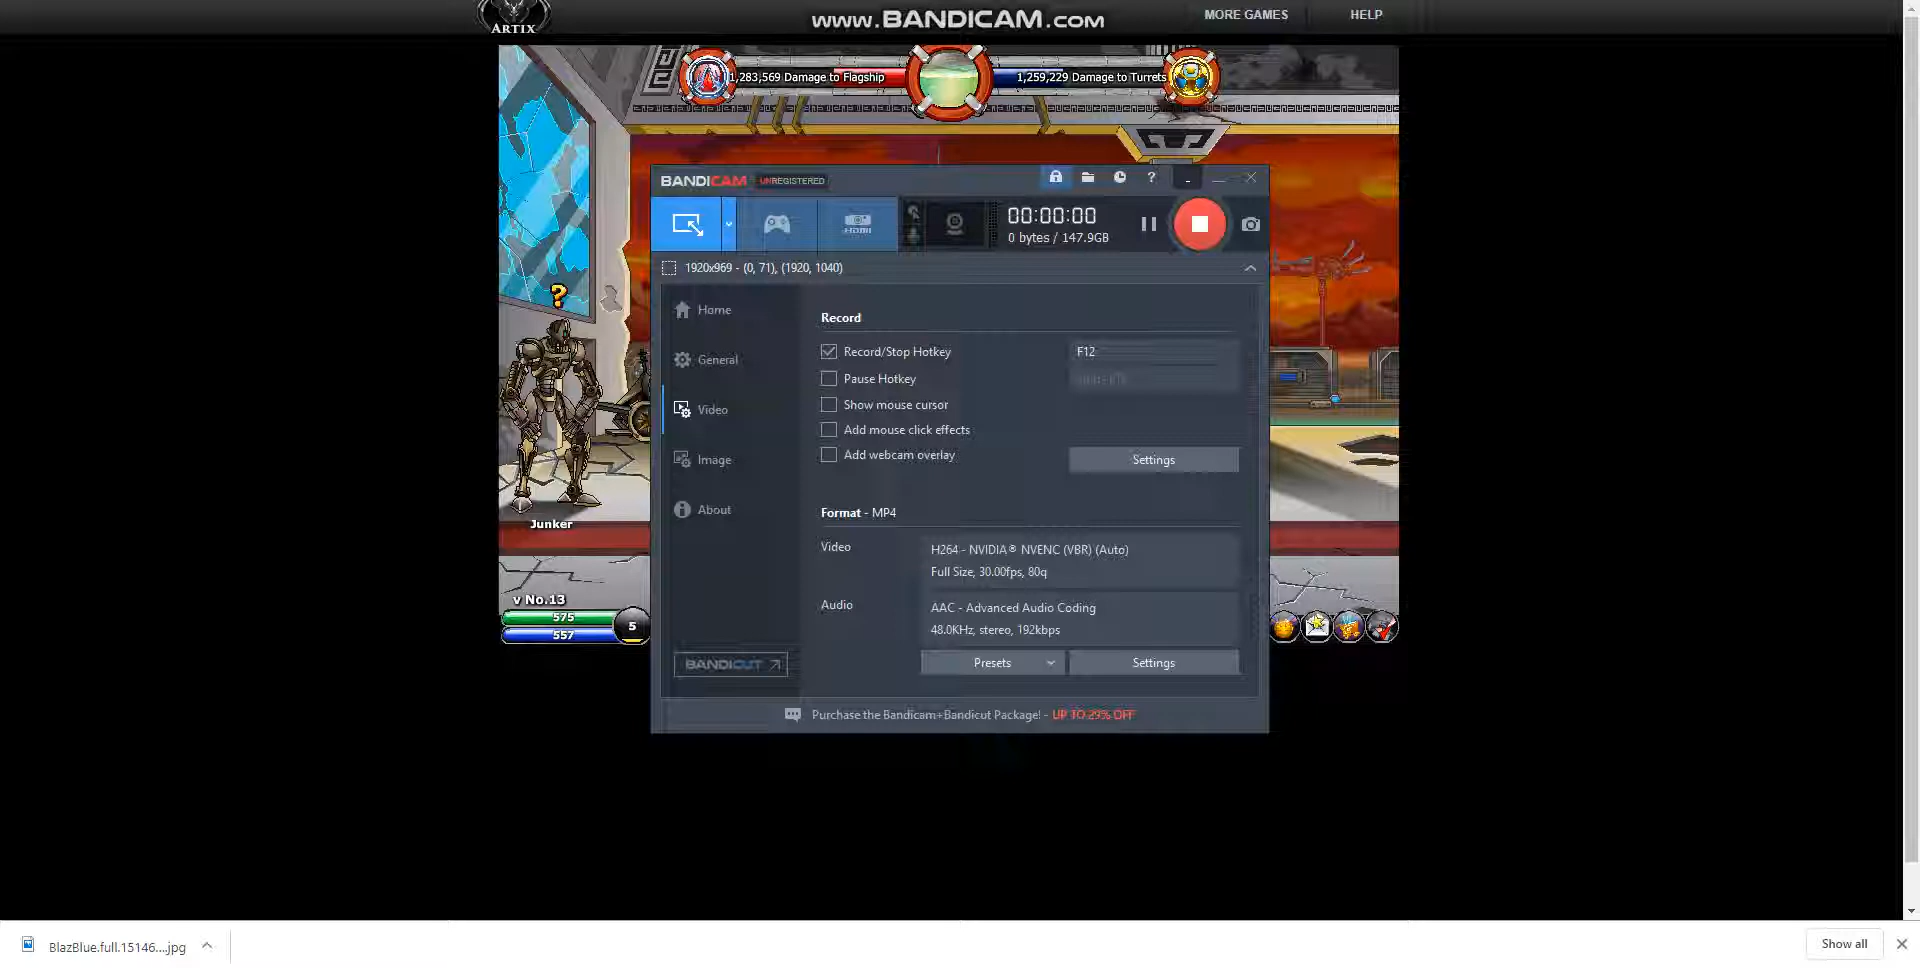 ARTIX
www.BANDICAM.com
MORE GAMES
HELP
1,283,569 Damage to Flagship
1,259,229 Damage to Turrets
BANDICAM UNREGISTERED
?
HDMI
00:00:00
0 bytes / 147.9GB
1920x969 - (0, 71), (1920, 1040)
?
Home
General
Video
Image
About
Record
Record/Stop Hotkey
F12
Pause Hotkey
Show mouse cursor
Add mouse click effects
Add webcam overlay
Settings
Format - MP4
Video
H264 - NVIDIA® NVENC (VBR) (Auto)
Full Size, 30.00fps, 80q
Audio
AAC - Advanced Audio Coding
48.0KHz, stereo, 192kbps
Presets
Settings
BANDICUT
Purchase the Bandicam+Bandicut Package! - UP TO 29% OFF
Junker
v No.13
575
557
5
BlazBlue.full.15146....jpg
Show all